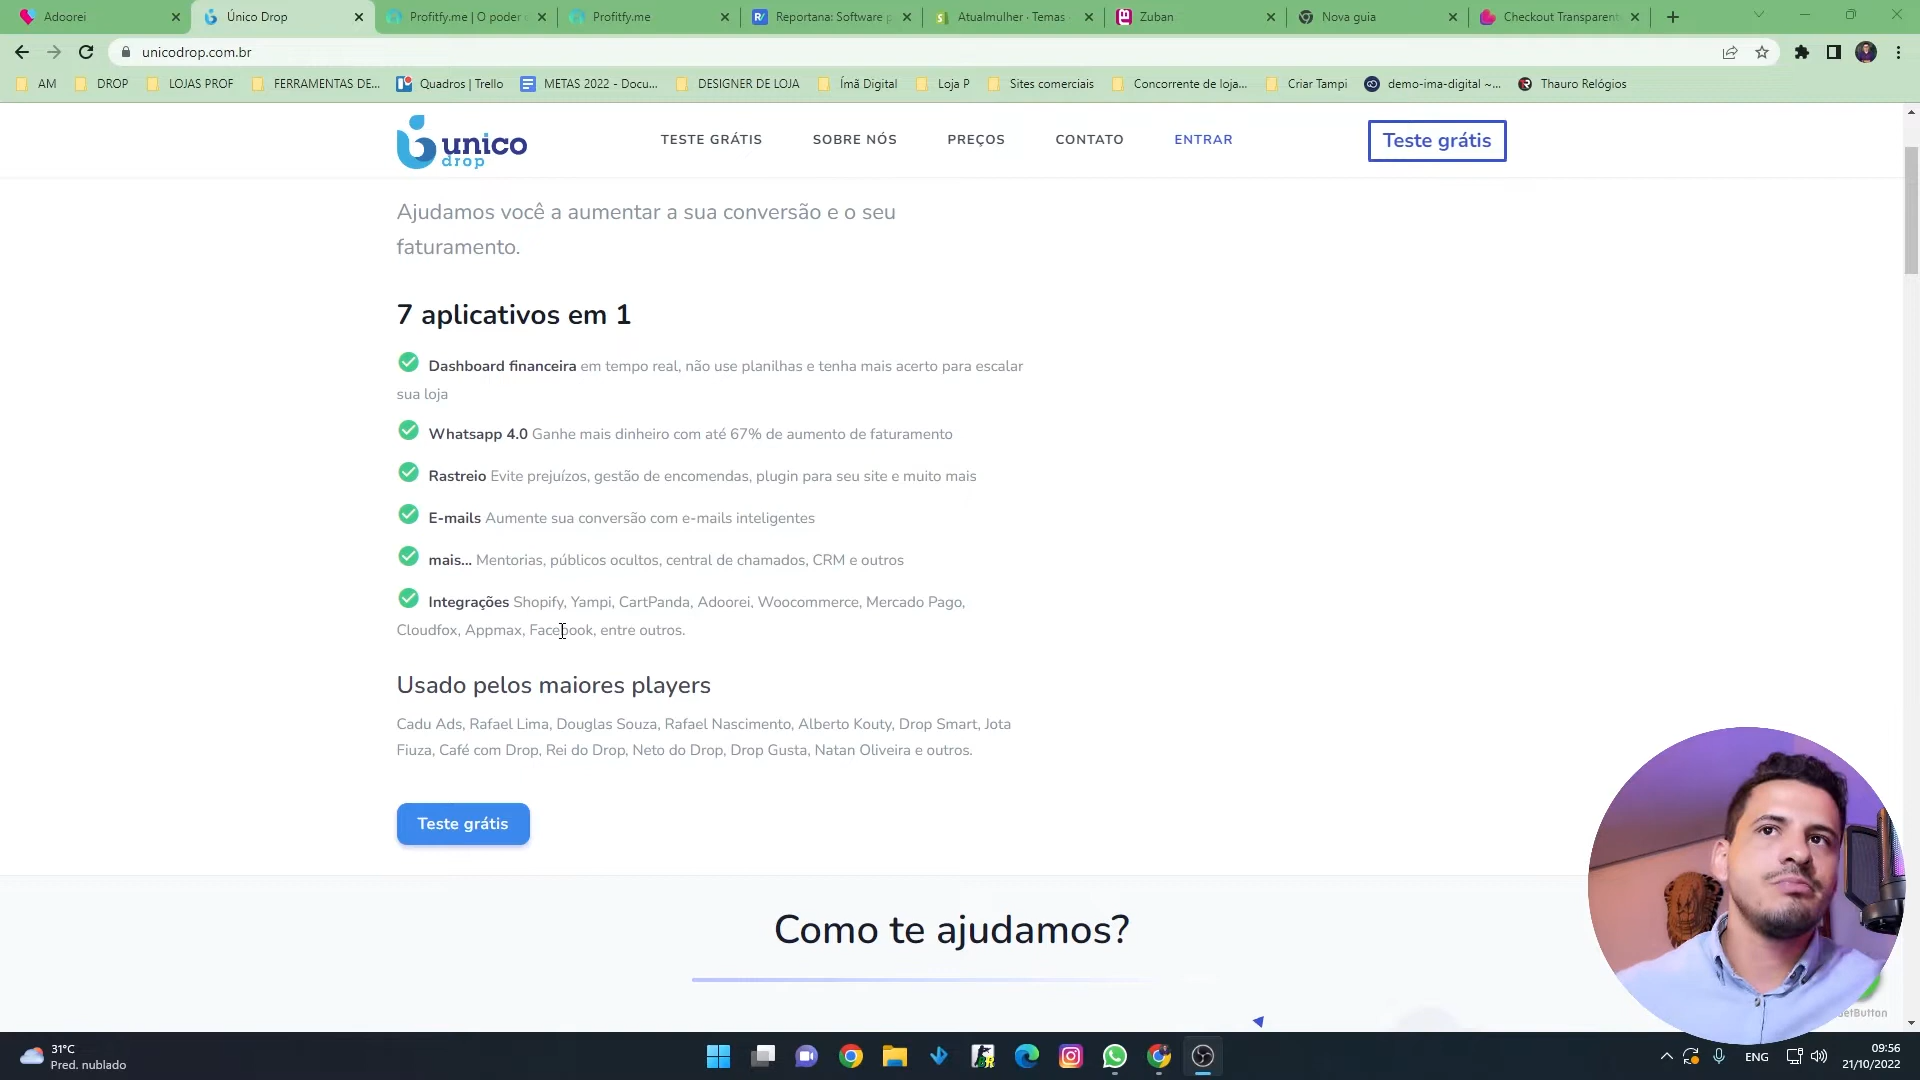 Adoorei
Único Drop
Profitfy.me | O poder
Profitfy.me
Reportana: Software p
Atualmulher · Temas ·
Zuban
Nova guia
Checkout Transparent
unicodrop.com.br
AM
DROP
LOJAS PROF
FERRAMENTAS DE...
Quadros | Trello
METAS 2022 - Docu...
DESIGNER DE LOJA
Ímã Digital
Loja P
Sites comerciais
Concorrente de loja...
Criar Tampi
demo-ima-digital ~...
Thauro Relógios
unico
drop
TESTE GRÁTIS
SOBRE NÓS
PREÇOS
CONTATO
ENTRAR
Teste grátis
Ajudamos você a aumentar a sua conversão e o seu
faturamento.
7 aplicativos em 1
Dashboard financeira em tempo real, não use planilhas e tenha mais acerto para escalar
sua loja
Whatsapp 4.0 Ganhe mais dinheiro com até 67% de aumento de faturamento
Rastreio Evite prejuízos, gestão de encomendas, plugin para seu site e muito mais
E-mails Aumente sua conversão com e-mails inteligentes
mais... Mentorias, públicos ocultos, central de chamados, CRM e outros
Integrações Shopify, Yampi, CartPanda, Adoorei, Woocommerce, Mercado Pago,
Cloudfox, Appmax, Facebook, entre outros.
Usado pelos maiores players
Cadu Ads, Rafael Lima, Douglas Souza, Rafael Nascimento, Alberto Kouty, Drop Smart, Jota
Fiuza, Café com Drop, Rei do Drop, Neto do Drop, Drop Gusta, Natan Oliveira e outros.
Teste grátis
Como te ajudamos?
etButton
31°C
Pred. nublado
ENG
09:56
21/10/2022